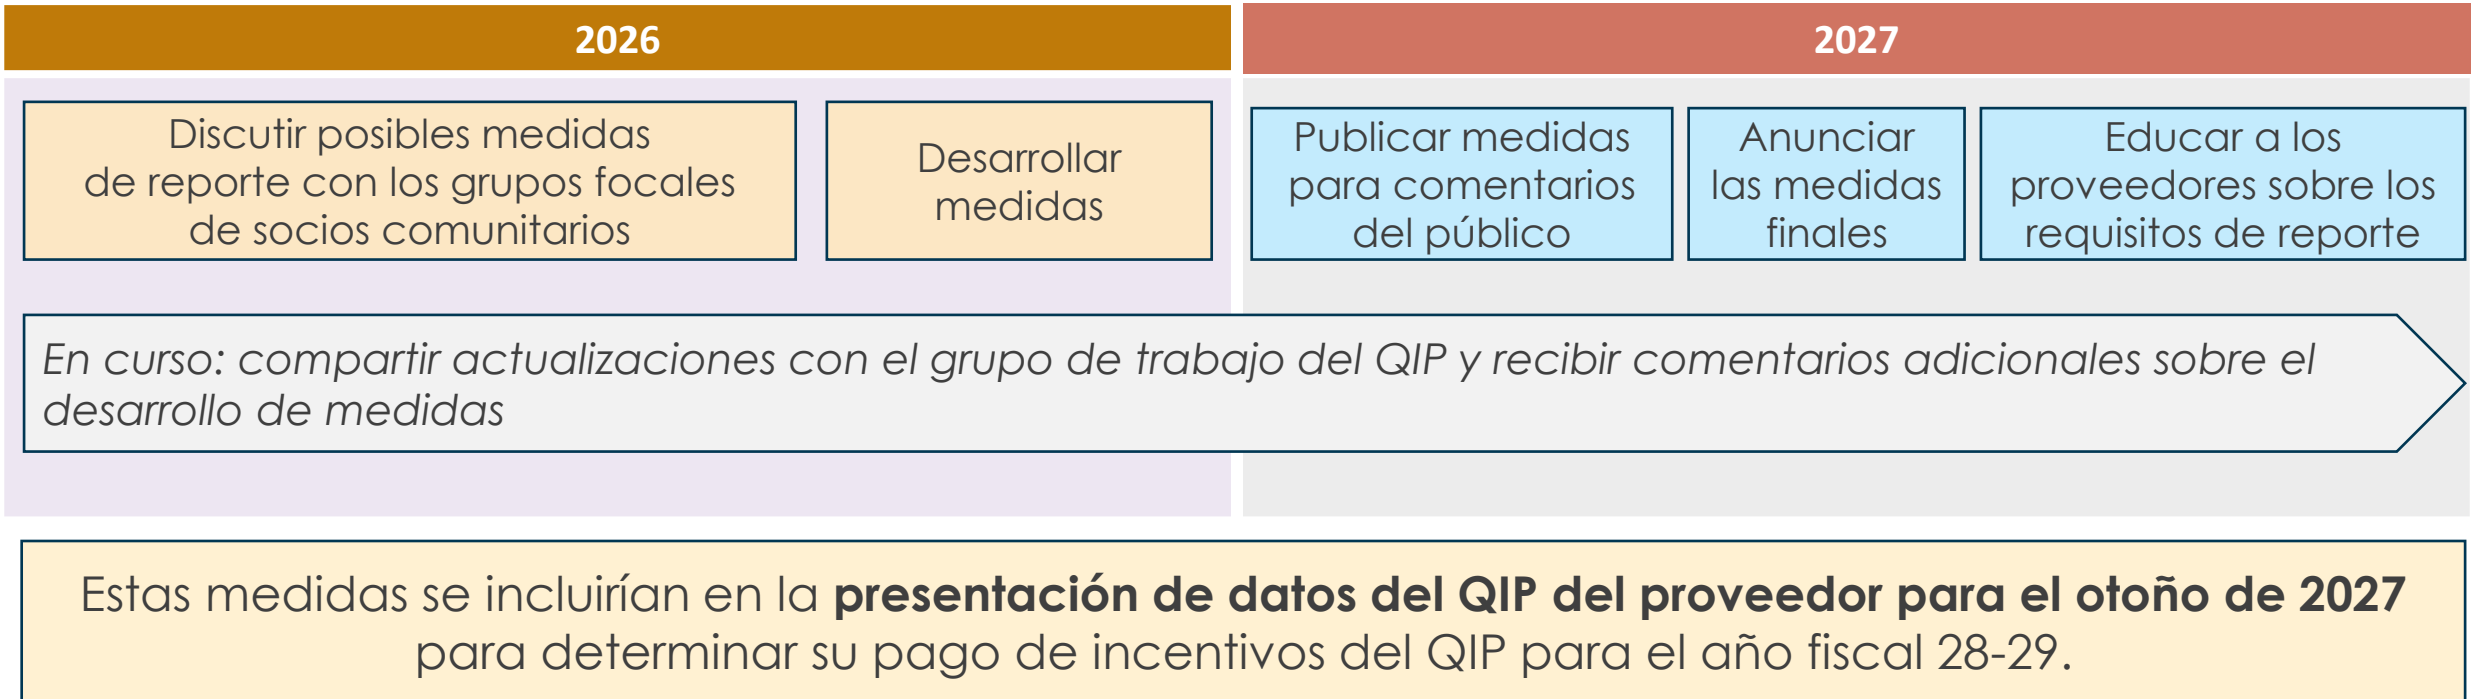 2026
2027
Discutir posibles medidas
de reporte con los grupos focales
de socios comunitarios
Desarrollar
medidas
Publicar medidas
para comentarios
del público
Anunciar
las medidas
finales
Educar a los
proveedores sobre los
requisitos de reporte
En curso: compartir actualizaciones con el grupo de trabajo del QIP y recibir comentarios adicionales sobre el
desarrollo de medidas
Estas medidas se incluirían en la presentación de datos del QIP del proveedor para el otoño de 2027
para determinar su pago de incentivos del QIP para el año fiscal 28-29.